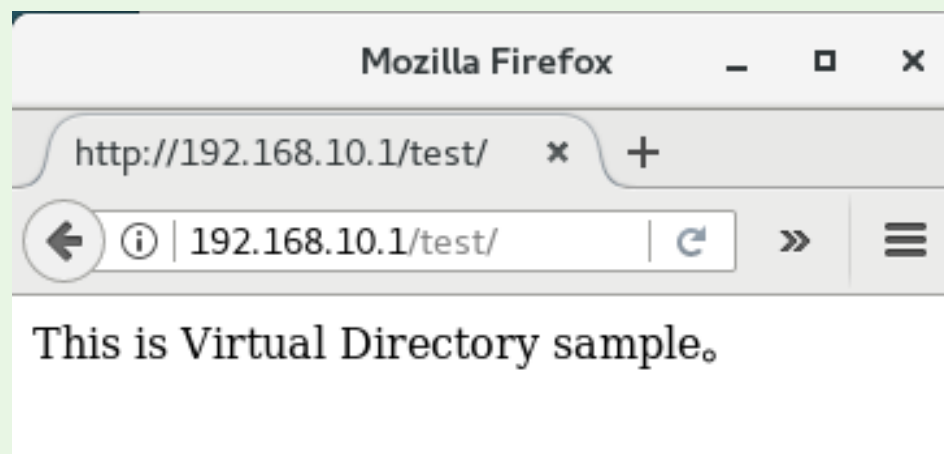 Mozilla Firefox
http://192.168.10.1/test/
192.168.10.1/test/
This is Virtual Directory sample。